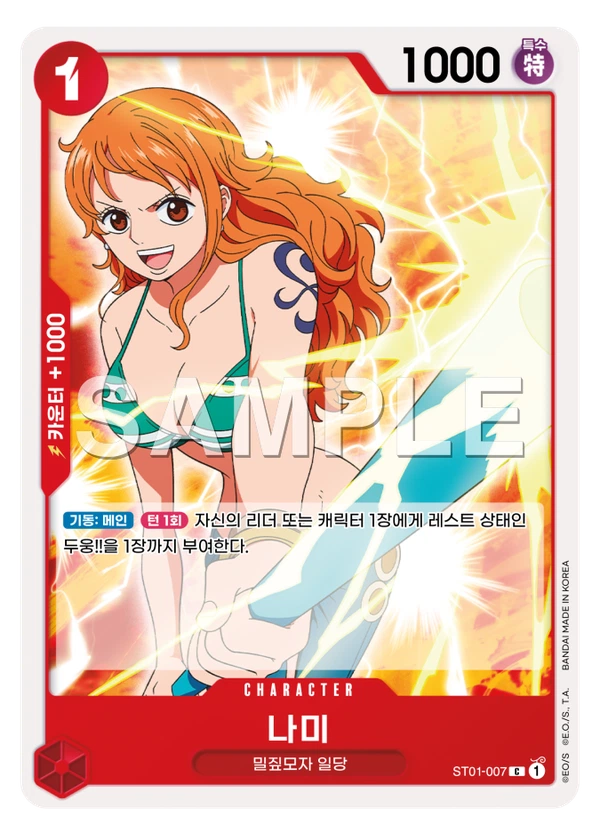 1
1000
특수
特
카운터 +1000
SAMPLE
기동: 메인 턴 1회 자신의 리더 또는 캐릭터 1장에게 레스트 상태인
두웅!!을 1장까지 부여한다.
CHARACTER
나미
밀짚모자 일당
ST01-007 C 1
©EO/S ©E.O./S., T.A. BANDAI MADE IN KOREA